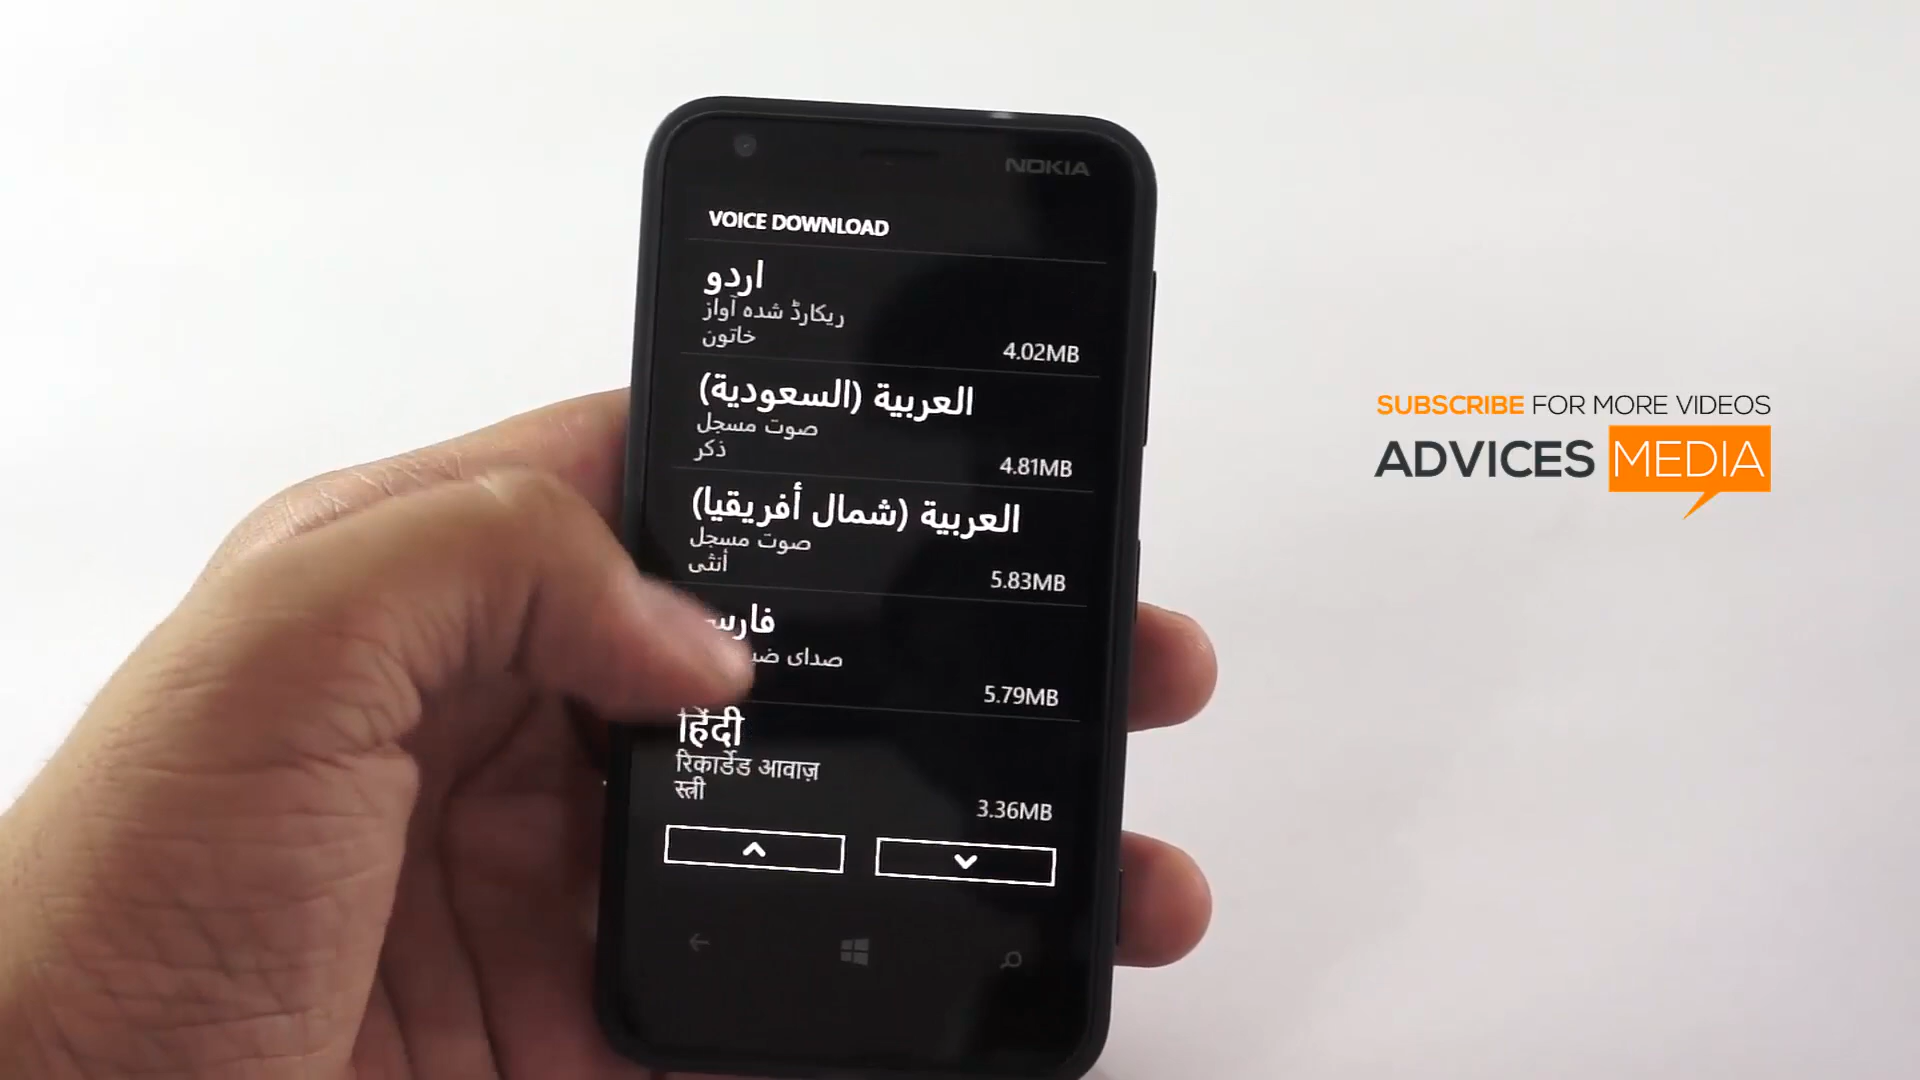 NOKIA
VOICE DOWNLOAD
اردو
ریکارڈ شدہ آواز
خاتون
4.02MB
العربية (السعودية)
صوت مسجل
ذكر
4.81MB
العربية (شمال أفريقيا)
صوت مسجل
أنثى
5.83MB
صدای
5.79MB
हिंदी
रिकार्डेड आवाज़
स्त्री
3.36MB
SUBSCRIBE FOR MORE VIDEOS
ADVICES MEDIA